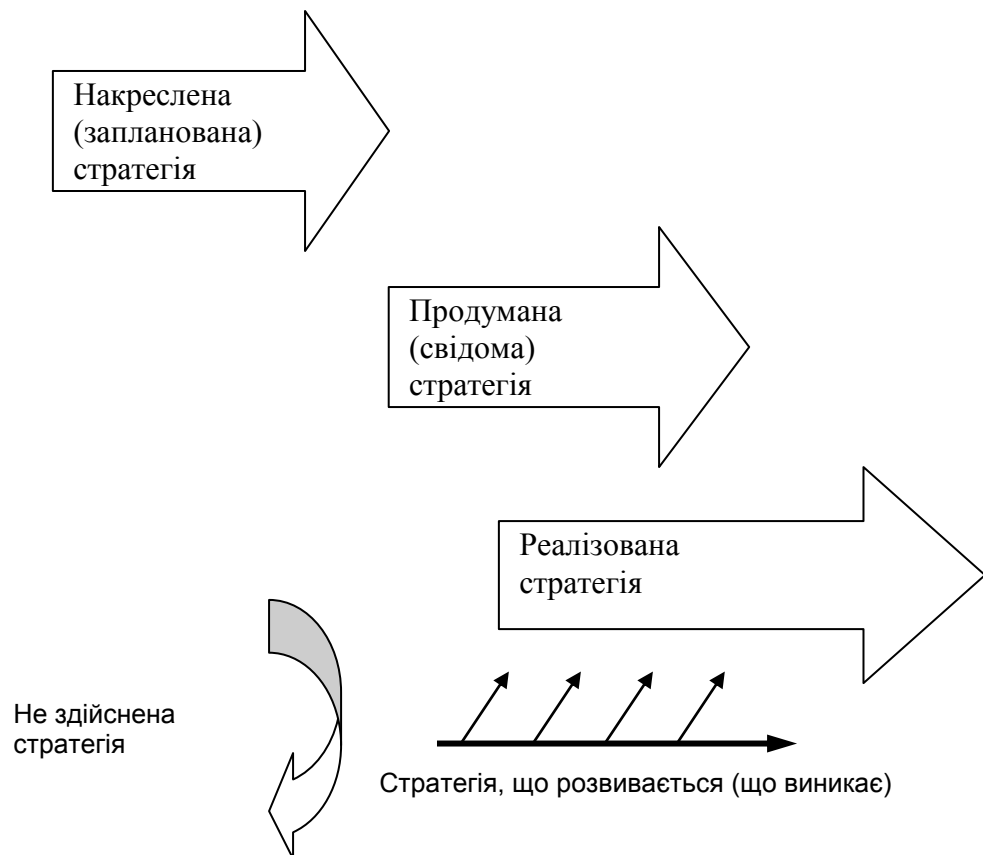 Накреслена
(запланована)
стратегія
Продумана
(свідома)
стратегія
Реалізована
стратегія
Не здійснена
стратегія
Стратегія, що розвивається (що виникає)